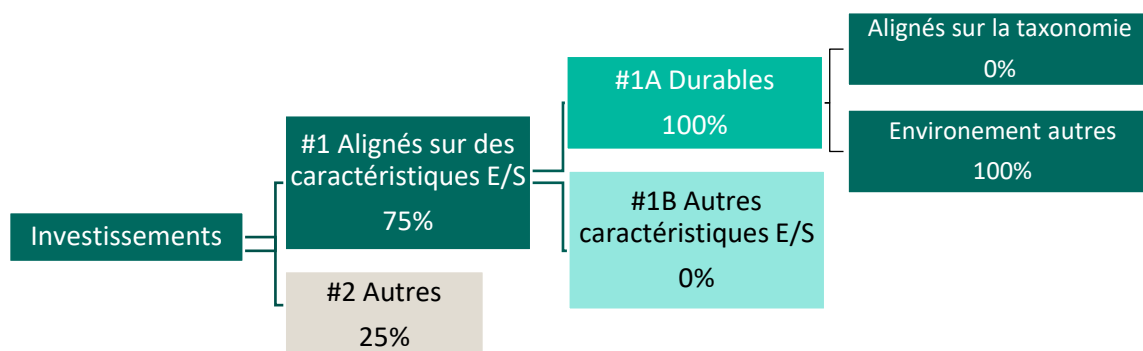 Investissements
#1 Alignés sur des
caractéristiques E/S
75%
#2 Autres
25%
#1A Durables
100%
#1B Autres
caractéristiques E/S
0%
Alignés sur la taxonomie
0%
Environement autres
100%